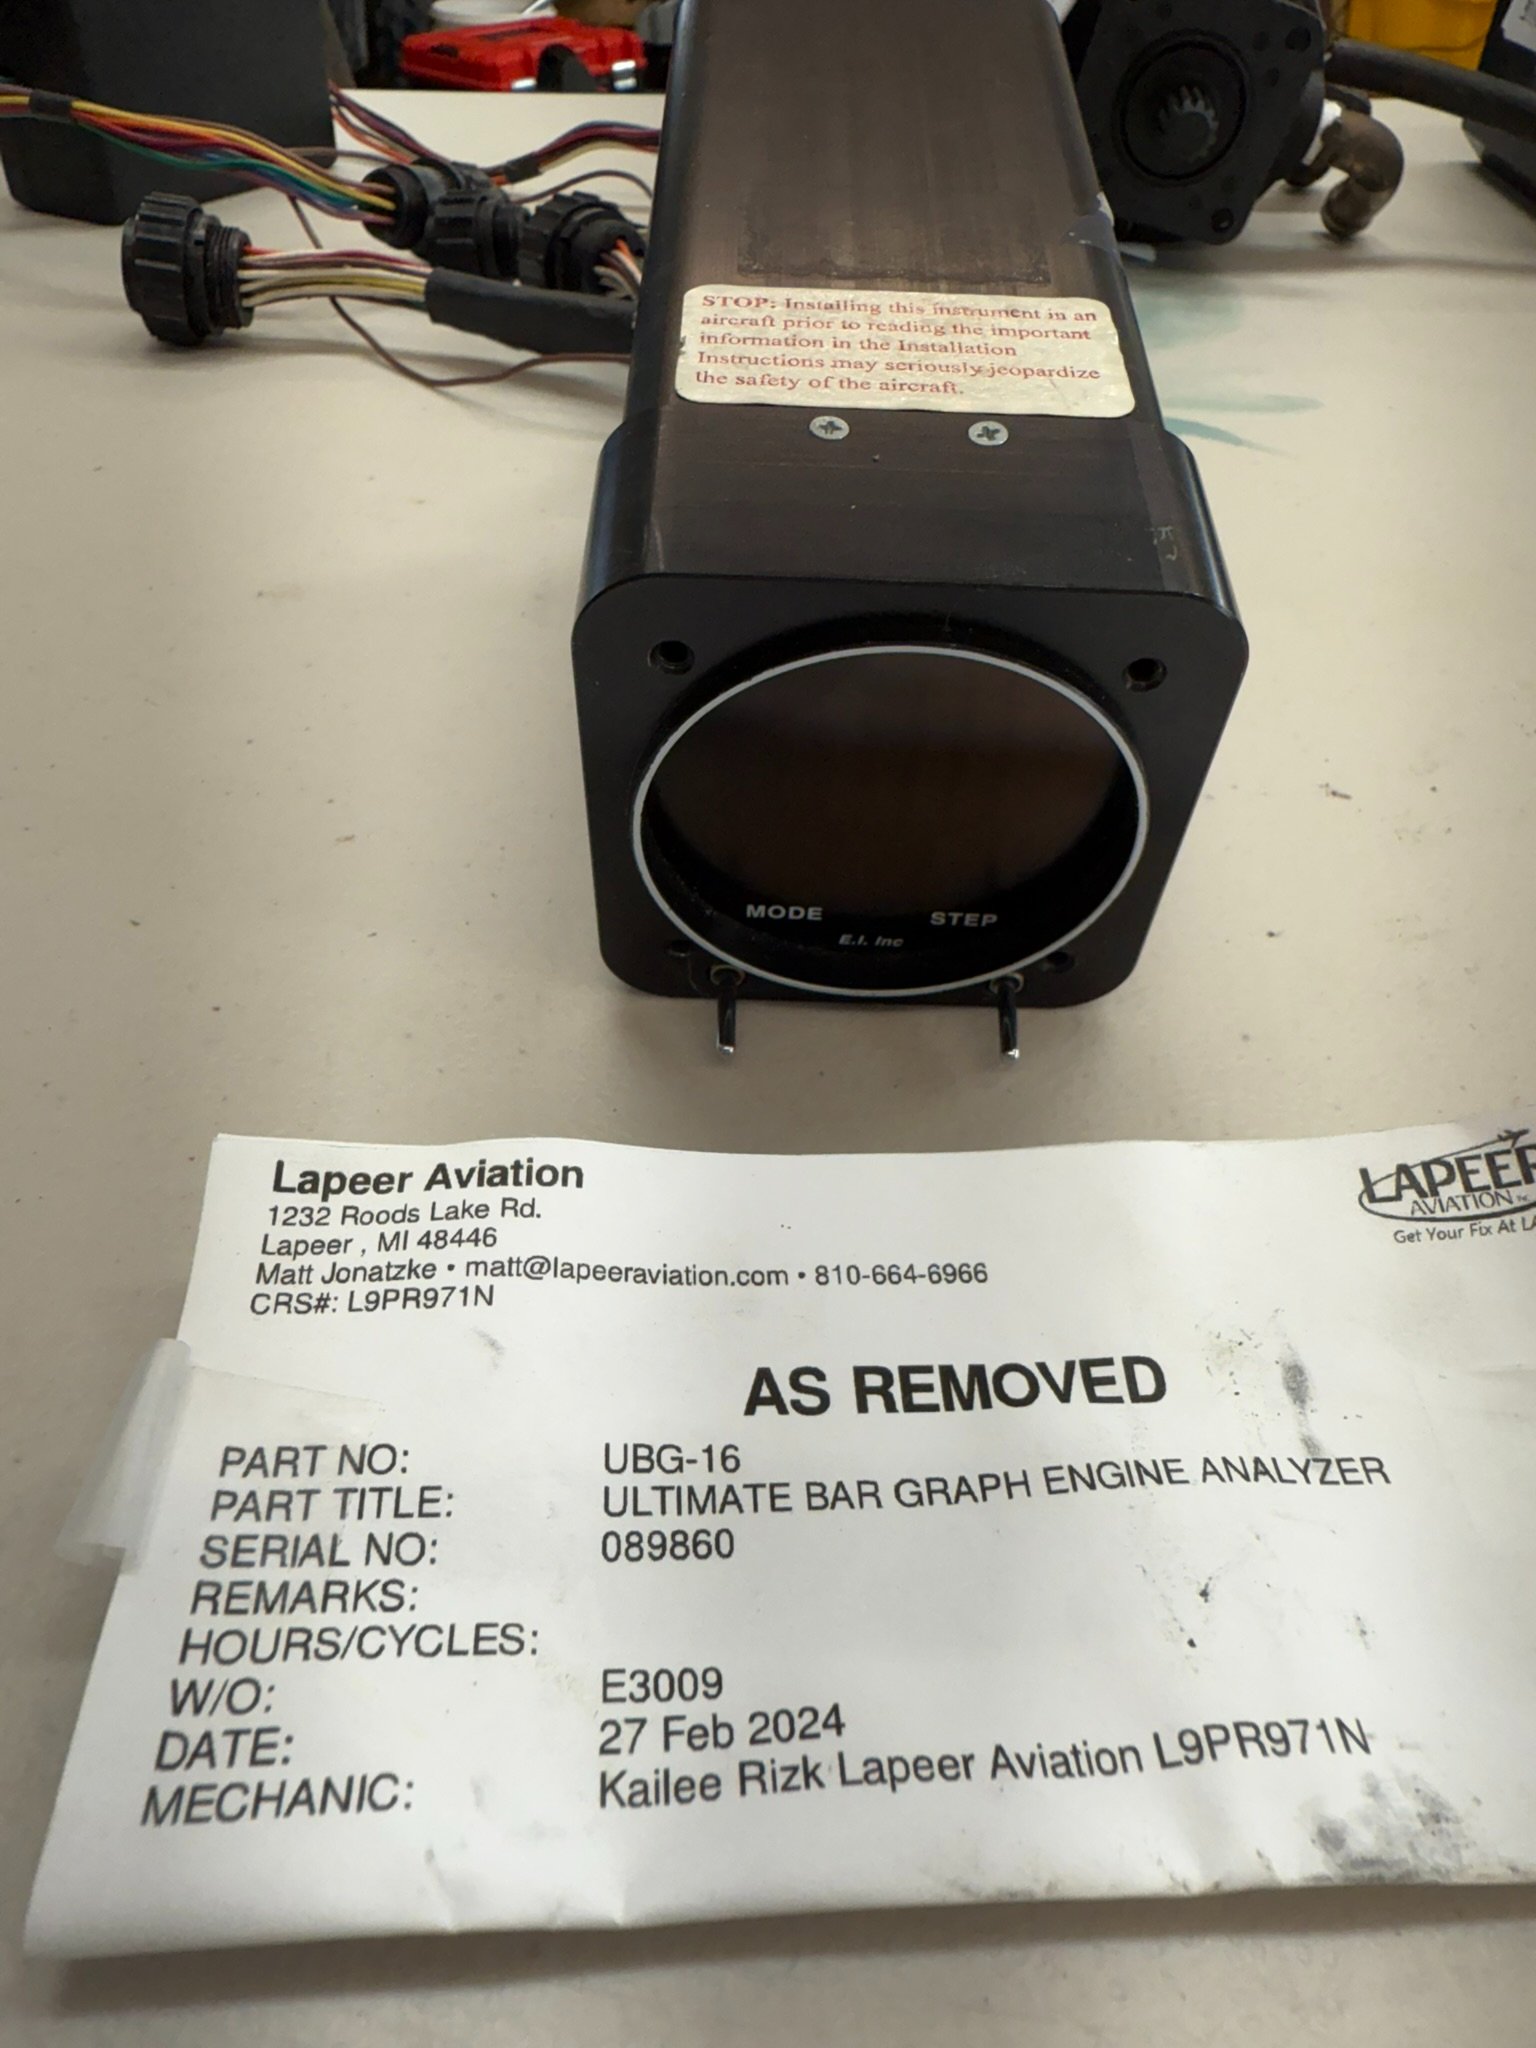 STOP: Installing this instrument in an
aircraft prior to reading the important
information in the Installation
Instructions may seriously jeopardize
the safety of the aircraft.
MODE
STEP
E.I. Inc
Lapeer Aviation
1232 Roods Lake Rd.
Lapeer , MI 48446
Matt Jonatzke • matt@lapeeraviation.com • 810-664-6966
CRS#: L9PR971N
LAPEER
AVIATION
Get Your Fix At
AS REMOVED
PART NO: UBG-16
PART TITLE: ULTIMATE BAR GRAPH ENGINE ANALYZER
SERIAL NO: 089860
REMARKS:
HOURS/CYCLES:
W/O: E3009
DATE: 27 Feb 2024
MECHANIC: Kailee Rizk Lapeer Aviation L9PR971N